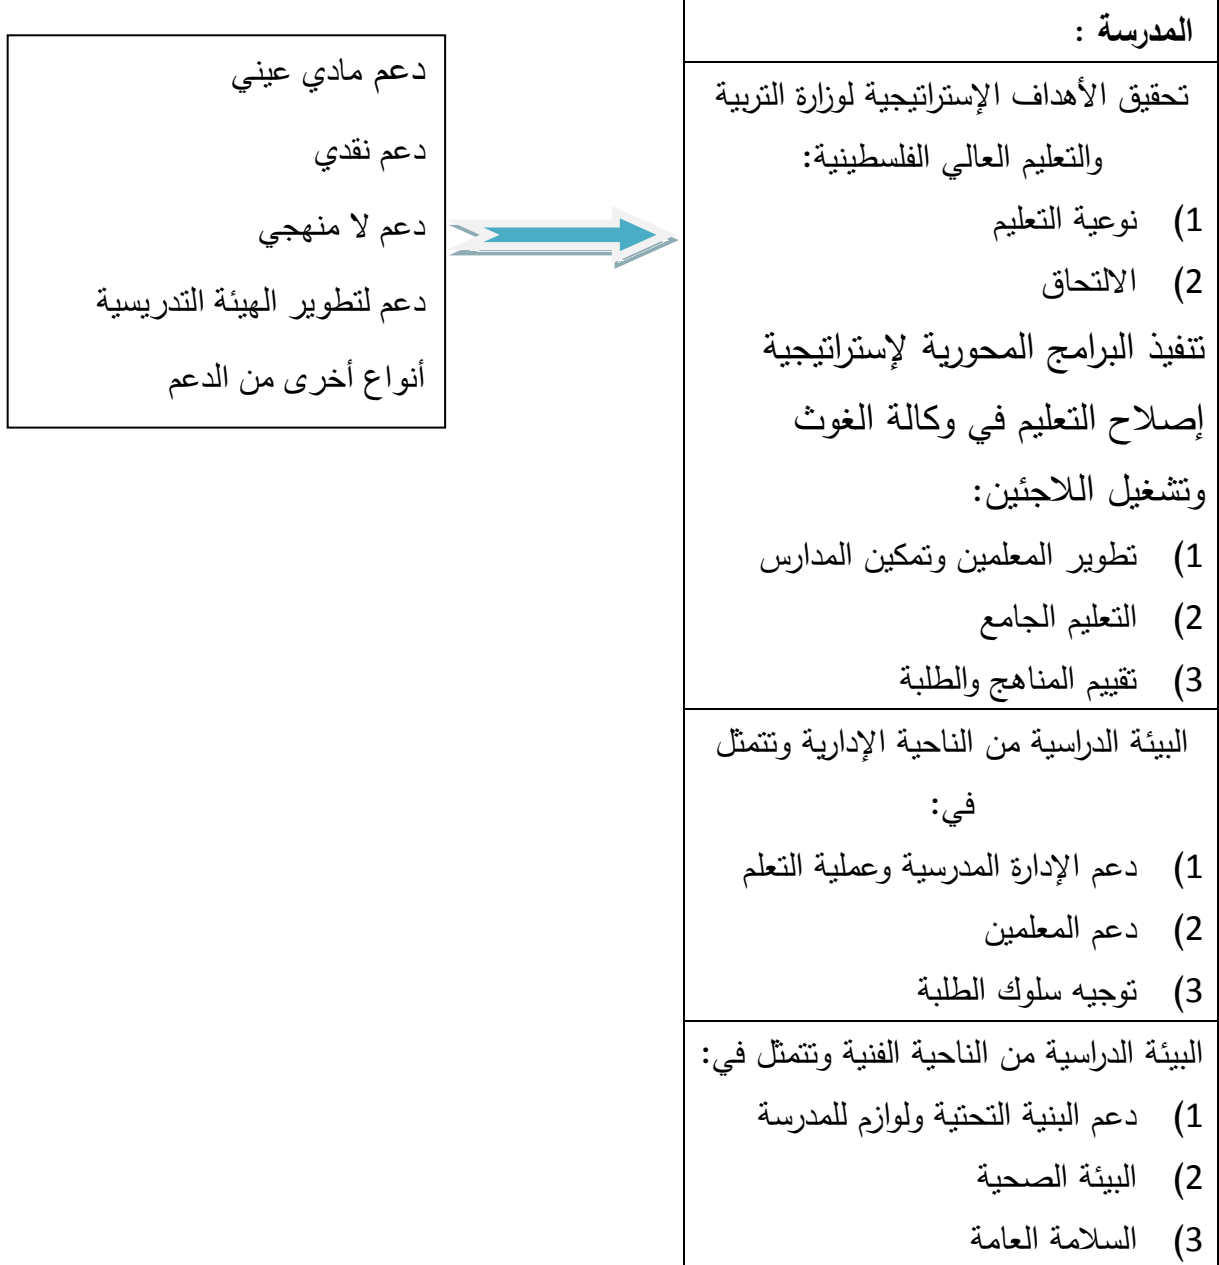 المدرسة :
تحقيق الأهداف الإستراتيجية لوزارة التربية
والتعليم العالي الفلسطينية:
1) نوعية التعليم
2) الالتحاق
تنفيذ البرامج المحورية لإستراتيجية
إصلاح التعليم في وكالة الغوث
وتشغيل اللاجئين:
1) تطوير المعلمين وتمكين المدارس
2) التعليم الجامع
3) تقييم المناهج والطلبة
البيئة الدراسية من الناحية الإدارية وتتمثل
في:
1) دعم الإدارة المدرسية وعملية التعلم
2) دعم المعلمين
3) توجيه سلوك الطلبة
البيئة الدراسية من الناحية الفنية وتتمثل في:
1) دعم البنية التحتية ولوازم للمدرسة
2) البيئة الصحية
3) السلامة العامة
دعم مادي عيني
دعم نقدي
دعم لا منهجي
دعم لتطوير الهيئة التدريسية
أنواع أخرى من الدعم